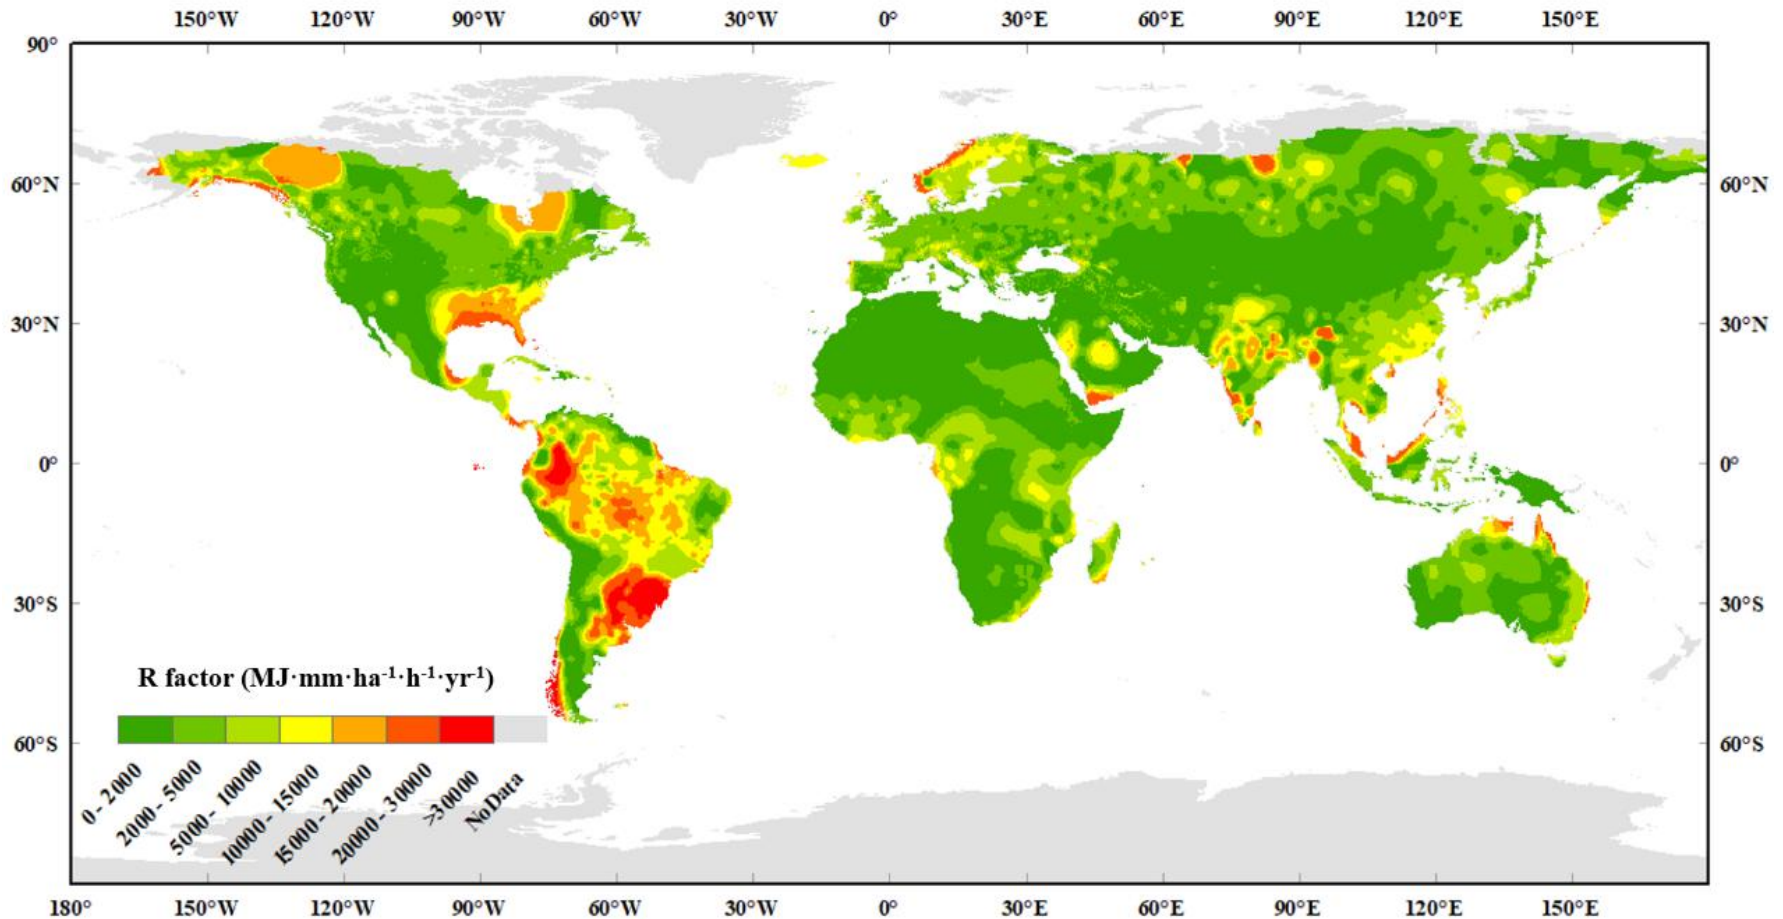 150°W 120°W 90°W 60°W 30°W 0° 30°E 60°E 90°E 120°E 150°E
90°
60°N 60°N
30°N 30°N
0° 0°
30°S 30°S
R factor (MJ·mm·ha⁻¹·h⁻¹·yr⁻¹)
60°S 60°S
0 - 2000
2000 - 5000
5000 - 10000
10000 - 15000
15000 - 20000
20000 - 30000
>30000
NoData
180° 150°W 120°W 90°W 60°W 30°W 0° 30°E 60°E 90°E 120°E 150°E